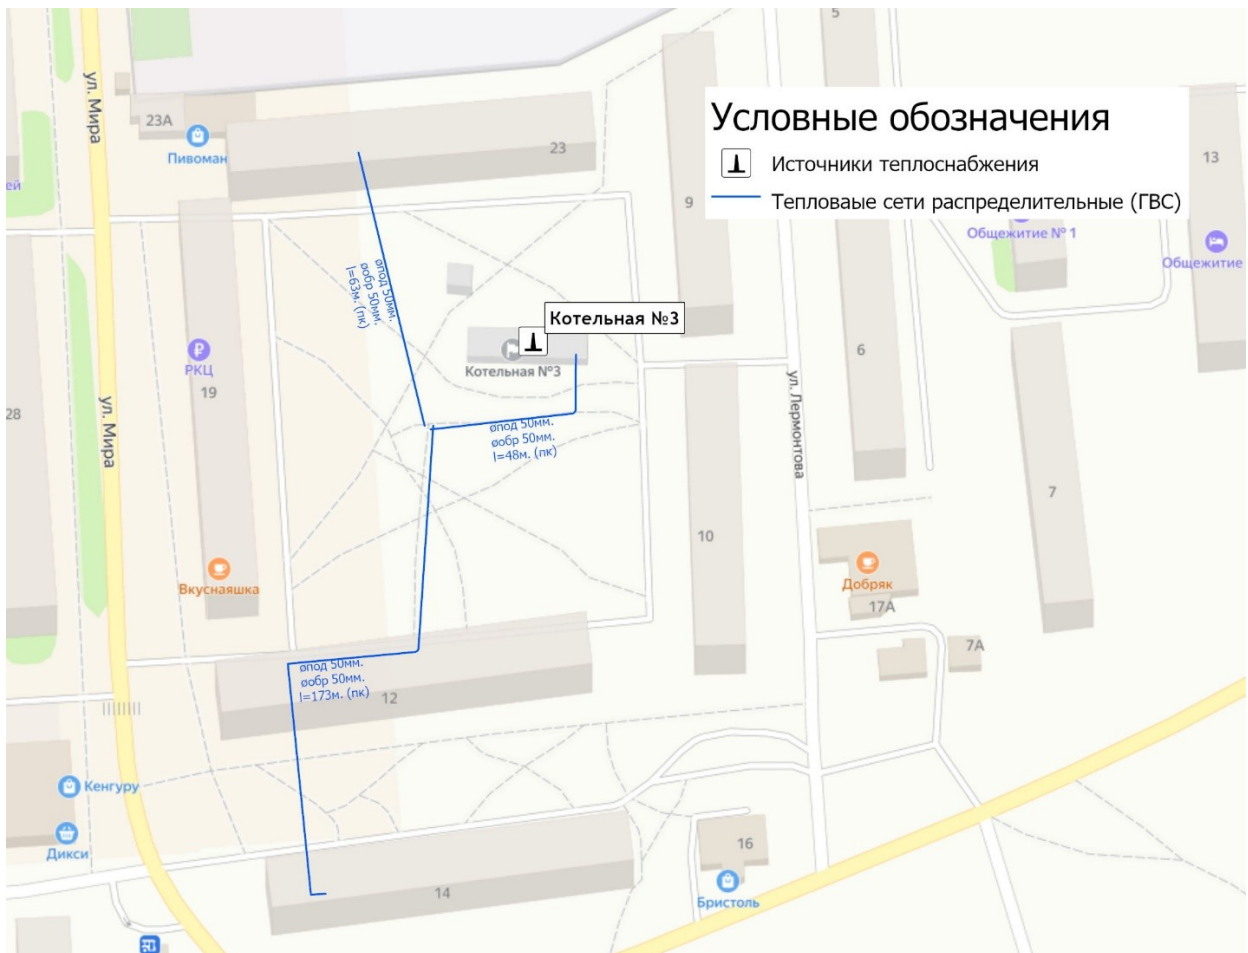 5
ул. Мира
23А
Пивоман
23
Условные обозначения
Источники теплоснабжения
Тепловаые сети распределительные (ГВС)
13
ей
9
Общежитие № 1
Общежитие
øпод 50мм.
øобр 50мм.
l=63м. (пк)
Котельная №3
Котельная №3
РКЦ
19
28
ул. Мира
6
ул. Лермонтова
øпод 50мм.
øобр 50мм.
l=48м. (пк)
7
10
Вкуснаяшка
Добряк
17А
7А
øпод 50мм.
øобр 50мм.
l=173м. (пк)
12
Кенгуру
Дикси
14
16
Бристоль